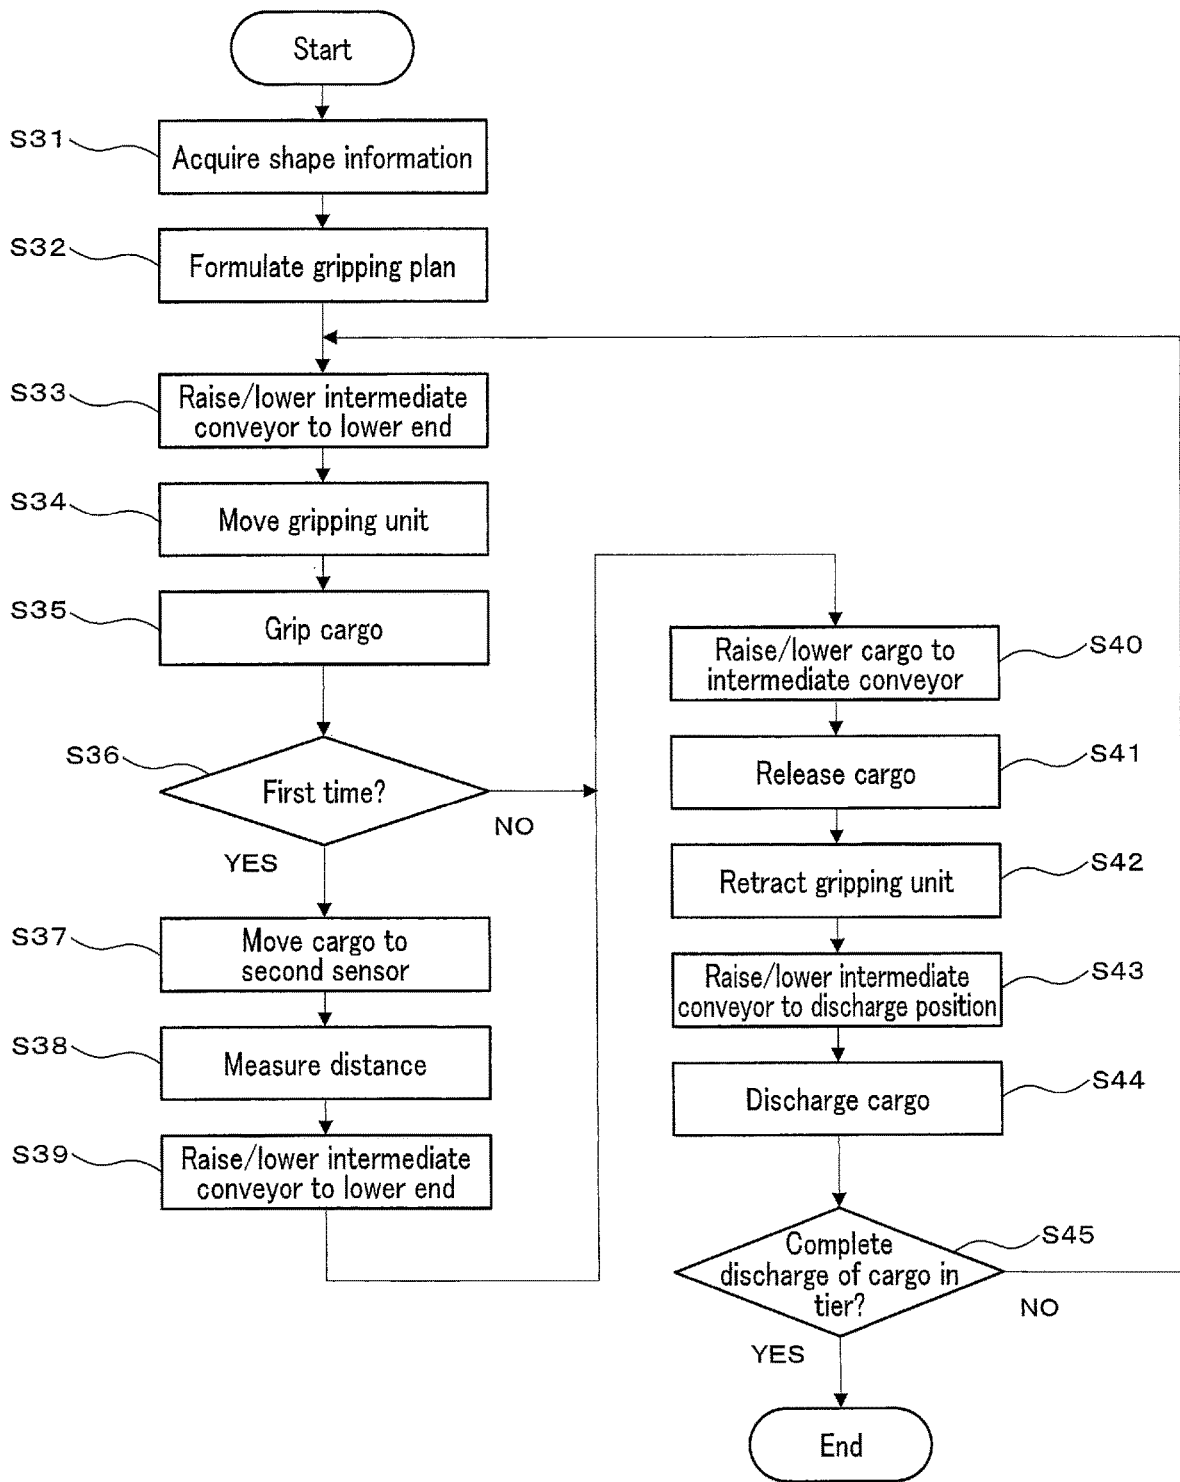 Start
S31
Acquire shape information
S32
Formulate gripping plan
S33
Raise/lower intermediate
conveyor to lower end
S34
Move gripping unit
S35
Grip cargo
S36
First time?
NO
YES
S37
Move cargo to
second sensor
S38
Measure distance
S39
Raise/lower intermediate
conveyor to lower end
S40
Raise/lower cargo to
intermediate conveyor
S41
Release cargo
S42
Retract gripping unit
S43
Raise/lower intermediate
conveyor to discharge position
S44
Discharge cargo
S45
Complete
discharge of cargo in
tier?
NO
YES
End